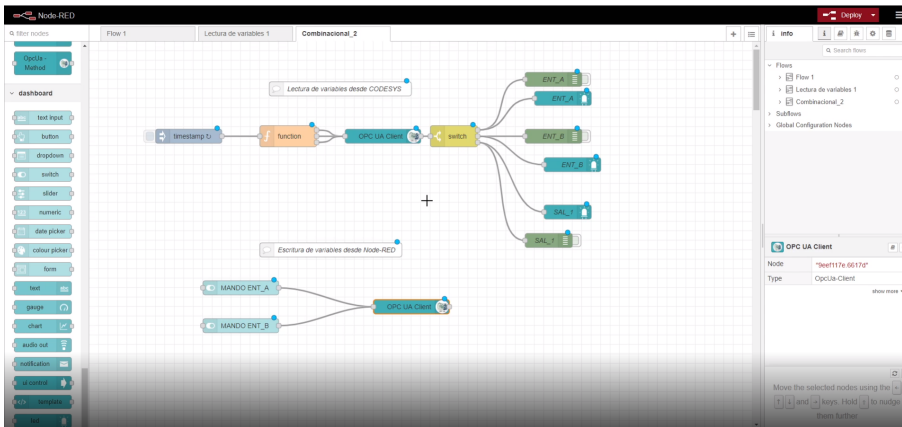 Node-RED
Deploy
filter nodes
Flow 1
Lectura de variables 1
Combinacional_2
info
Search flows
OpcUa -
Method
dashboard
text input
button
dropdown
switch
slider
numeric
date picker
colour picker
form
text
gauge
chart
audio out
notification
ui control
template
led
Lectura de variables desde CODESYS
timestamp
function
OPC UA Client
switch
ENT_A
ENT_A
ENT_B
ENT_B
SAL_1
SAL_1
Escritura de variables desde Node-RED
MANDO ENT_A
MANDO ENT_B
OPC UA Client
Flows
Flow 1
Lectura de variables 1
Combinacional_2
Subflows
Global Configuration Nodes
OPC UA Client
Node "9eef117e.6617d"
Type OpcUa-Client
show more
Move the selected nodes using the
and keys. Hold to nudge
them further